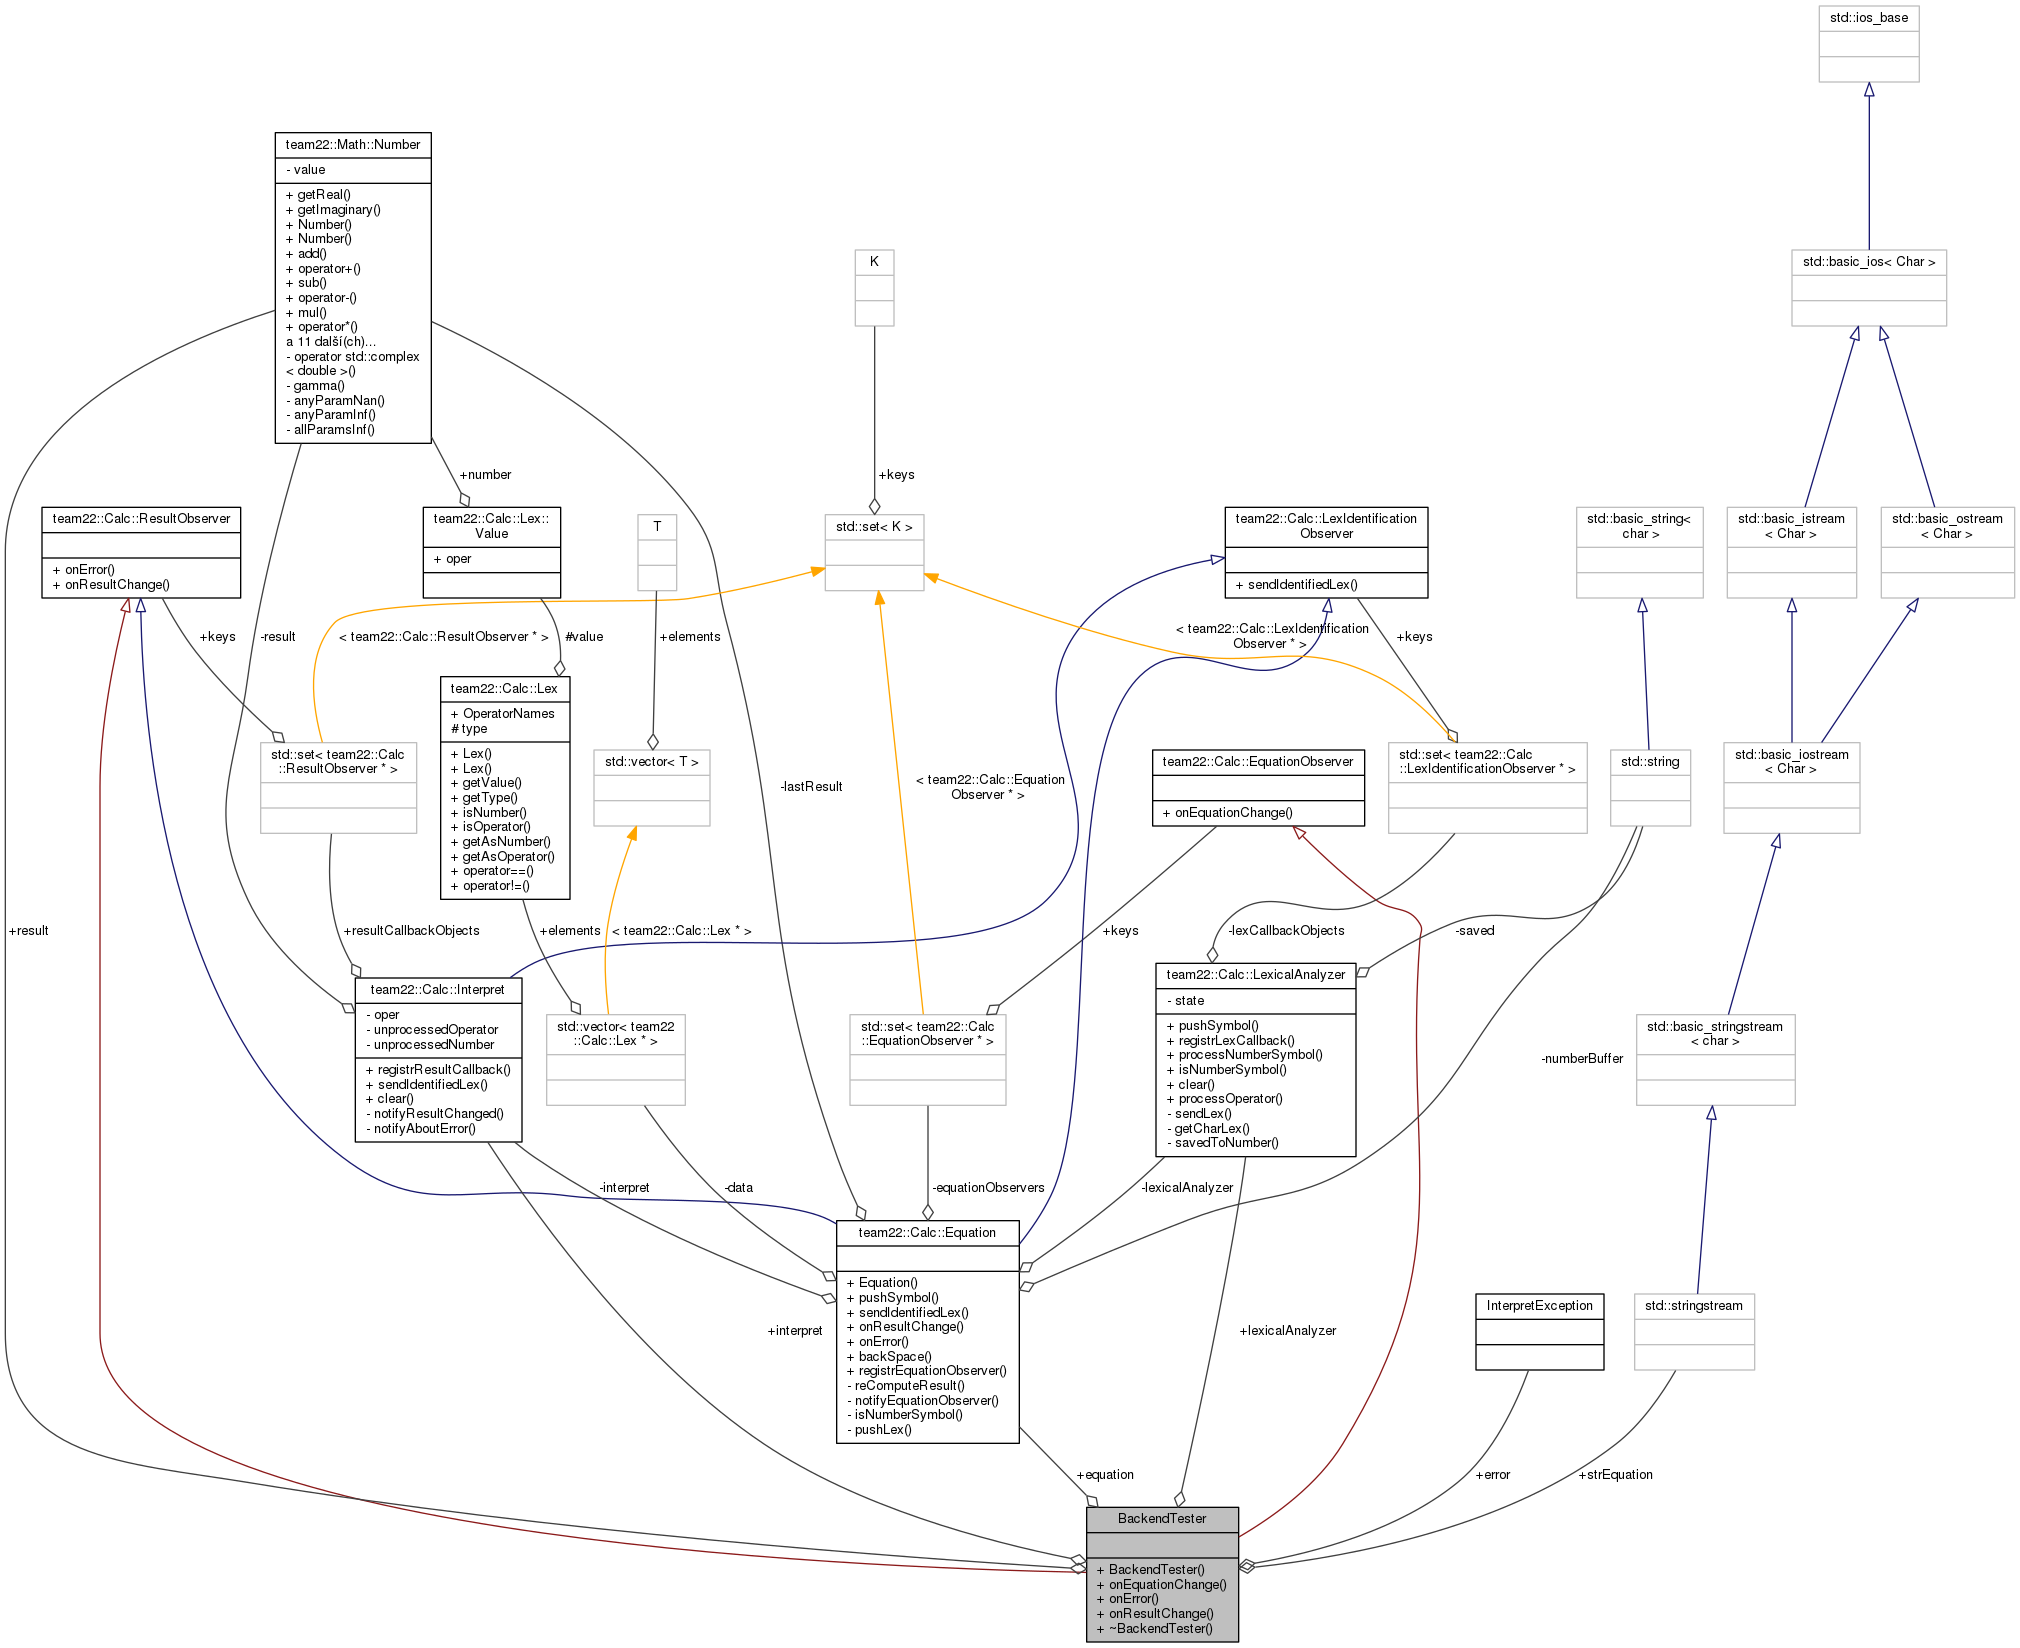 std::ios_base
team22::Math::Number
- value
+ getReal()
+ getImaginary()
+ Number()
+ Number()
+ add()
+ operator+()
+ sub()
+ operator-()
+ mul()
+ operator*()
a 11 další(ch)...
- operator std::complex
< double >()
- gamma()
- anyParamNan()
- anyParamInf()
- allParamsInf()
K
std::basic_ios< Char >
+number
+keys
team22::Calc::ResultObserver
+ onError()
+ onResultChange()
team22::Calc::Lex::
Value
+ oper
T
std::set< K >
team22::Calc::LexIdentification
Observer
+ sendIdentifiedLex()
std::basic_string<
char >
std::basic_istream
< Char >
std::basic_ostream
< Char >
+keys
-result
< team22::Calc::ResultObserver * >
#value
+elements
< team22::Calc::LexIdentification
Observer * >
+keys
std::set< team22::Calc
::ResultObserver * >
team22::Calc::Lex
+ OperatorNames
# type
+ Lex()
+ Lex()
+ getValue()
+ getType()
+ isNumber()
+ isOperator()
+ getAsNumber()
+ getAsOperator()
+ operator==()
+ operator!=()
std::vector< T >
-lastResult
< team22::Calc::Equation
Observer * >
team22::Calc::EquationObserver
+ onEquationChange()
std::set< team22::Calc
::LexIdentificationObserver * >
std::string
std::basic_iostream
< Char >
+result
+resultCallbackObjects
+elements
< team22::Calc::Lex * >
+keys
-lexCallbackObjects
-saved
team22::Calc::Interpret
- oper
- unprocessedOperator
- unprocessedNumber
+ registrResultCallback()
+ sendIdentifiedLex()
+ clear()
- notifyResultChanged()
- notifyAboutError()
std::vector< team22
::Calc::Lex * >
std::set< team22::Calc
::EquationObserver * >
team22::Calc::LexicalAnalyzer
- state
+ pushSymbol()
+ registrLexCallback()
+ processNumberSymbol()
+ isNumberSymbol()
+ clear()
+ processOperator()
- sendLex()
- getCharLex()
- savedToNumber()
-numberBuffer
std::basic_stringstream
< char >
-interpret
-data
-equationObservers
-lexicalAnalyzer
team22::Calc::Equation
+ Equation()
+ pushSymbol()
+ sendIdentifiedLex()
+ onResultChange()
+ onError()
+ backSpace()
+ registrEquationObserver()
- reComputeResult()
- notifyEquationObserver()
- isNumberSymbol()
- pushLex()
+interpret
+lexicalAnalyzer
InterpretException
std::stringstream
+equation
+error
+strEquation
BackendTester
+ BackendTester()
+ onEquationChange()
+ onError()
+ onResultChange()
+ ~BackendTester()